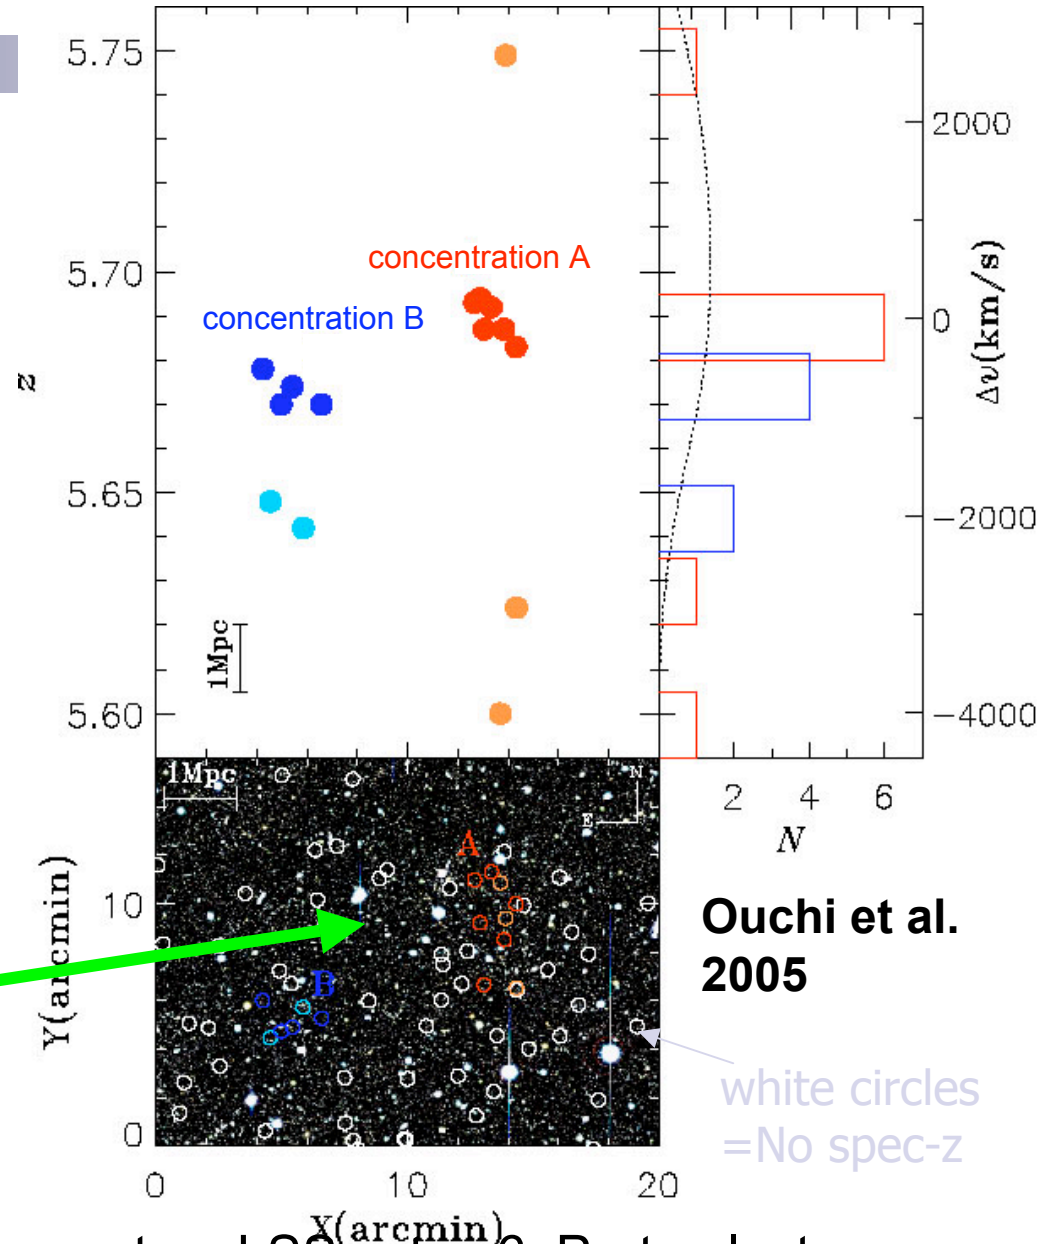 5.75
5.70
5.65
5.60
z
concentration A
concentration B
1Mpc
2000
0
−2000
−4000
Δv(km/s)
2 4 6
N
1Mpc
N
E
A
B
10
0
Y(arcmin)
0 10 20
X(arcmin)
Ouchi et al.
2005
white circles
=No spec-z